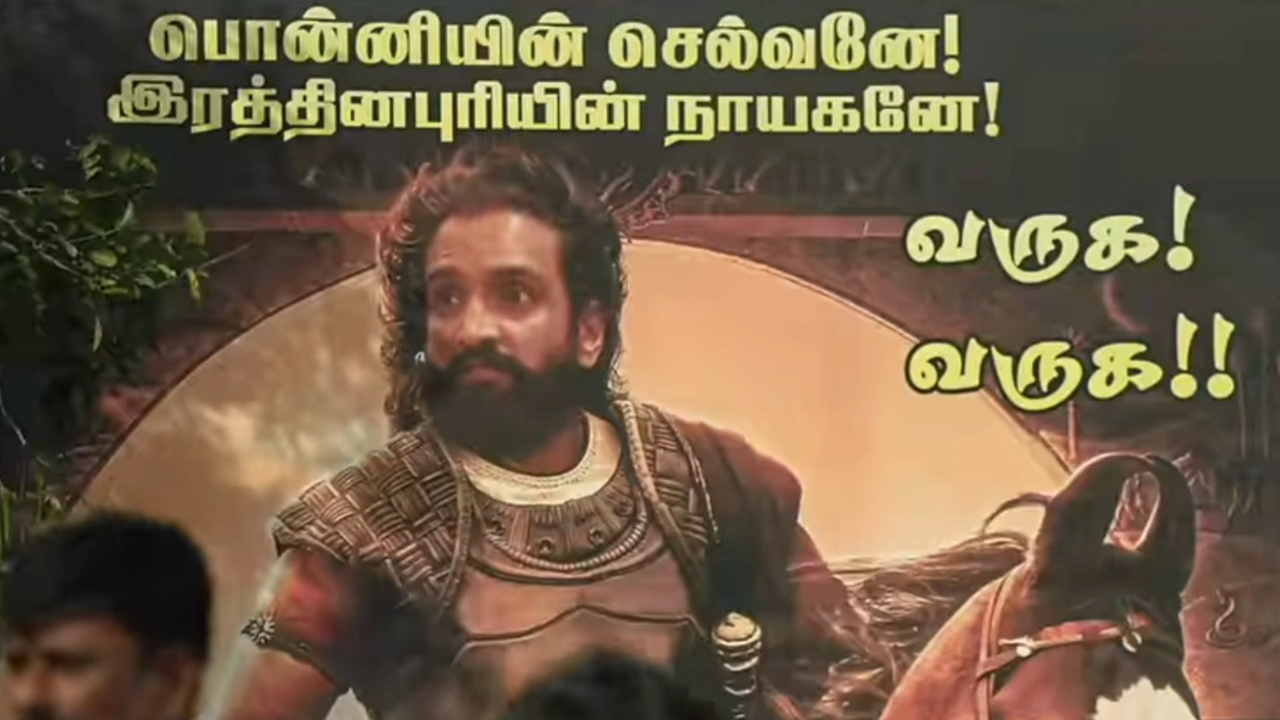 பொன்னியின் செல்வனே!
இரத்தினபுரியின் நாயகனே!
வருக!
வருக!!